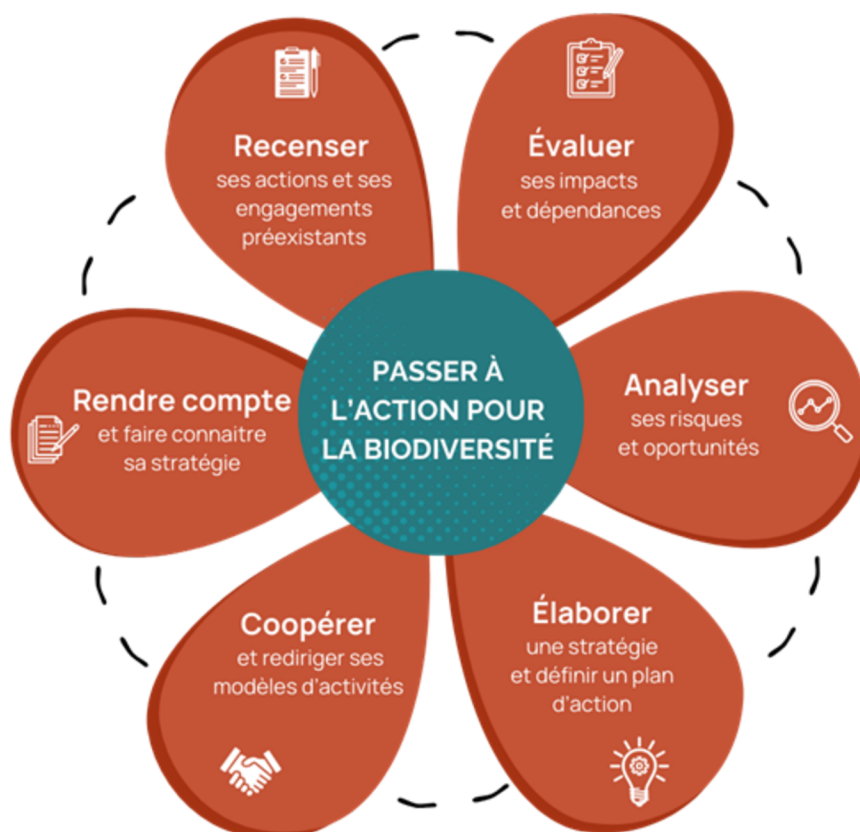 Recenser
ses actions et ses
engagements
préexistants
Évaluer
ses impacts
et dépendances
Analyser
ses risques
et oportunités
Élaborer
une stratégie
et définir un plan
d'action
Coopérer
et rediriger ses
modèles d'activités
Rendre compte
et faire connaitre
sa stratégie
PASSER À
L'ACTION POUR
LA BIODIVERSITÉ